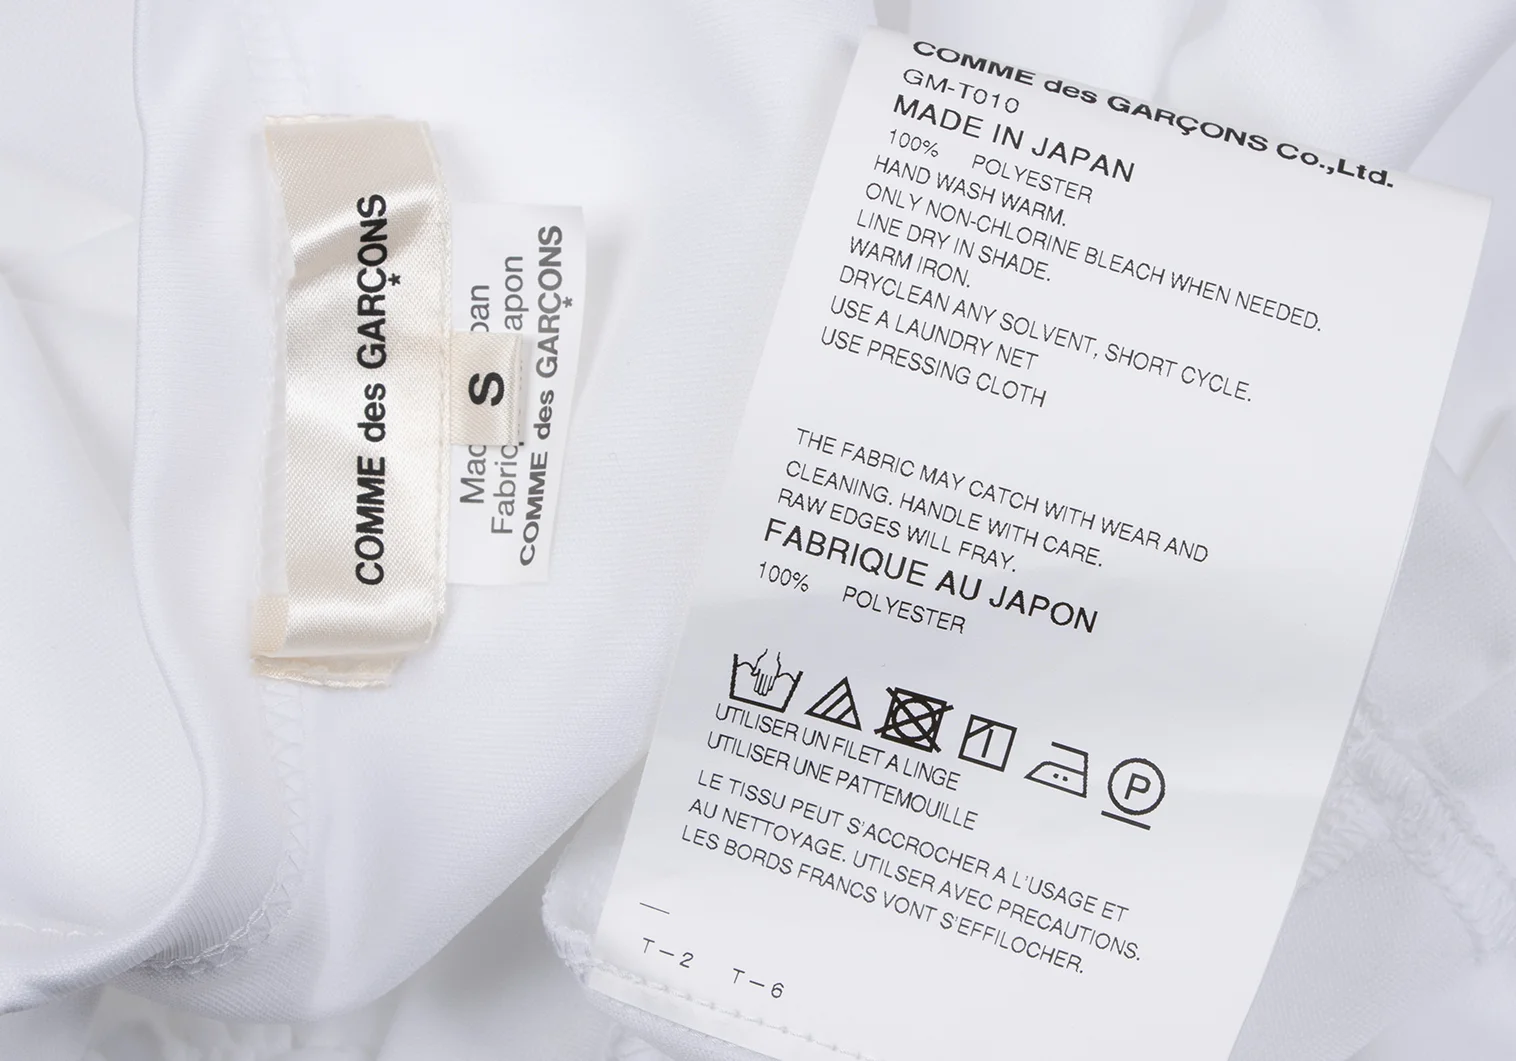 COMME des GARÇONS
S
COMME des GARÇONS
COMME des GARÇONS Co.,Ltd.
GM-T010
MADE IN JAPAN
100% POLYESTER
HAND WASH WARM.
ONLY NON-CHLORINE BLEACH WHEN NEEDED.
LINE DRY IN SHADE.
WARM IRON.
DRYCLEAN ANY SOLVENT, SHORT CYCLE.
USE A LAUNDRY NET
USE PRESSING CLOTH
THE FABRIC MAY CATCH WITH WEAR AND
CLEANING. HANDLE WITH CARE.
RAW EDGES WILL FRAY.
FABRIQUE AU JAPON
100% POLYESTER
P
UTILISER UN FILET A LINGE
UTILISER UNE PATTEMOUILLE
LE TISSU PEUT S'ACCROCHER A L'USAGE ET
AU NETTOYAGE. UTILSER AVEC PRECAUTIONS.
LES BORDS FRANCS VONT S'EFFILOCHER.
—
T－2 T－6